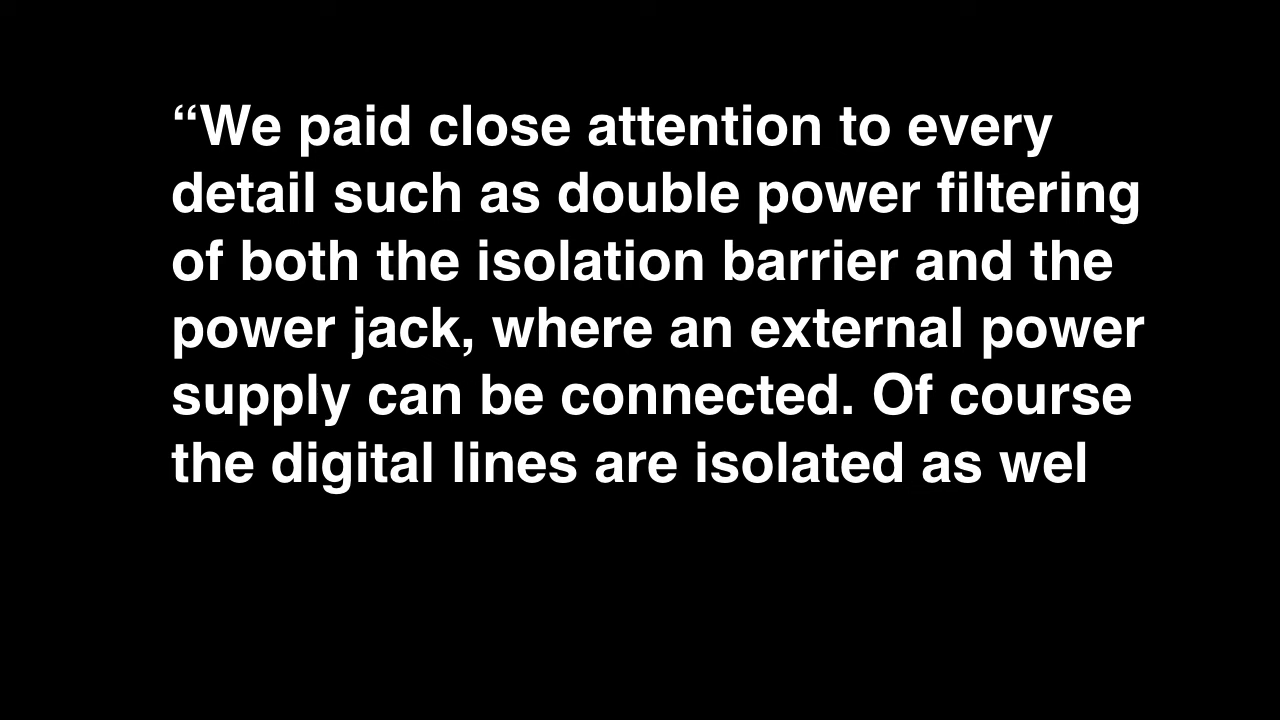 “We paid close attention to every
detail such as double power filtering
of both the isolation barrier and the
power jack, where an external power
supply can be connected. Of course
the digital lines are isolated as wel